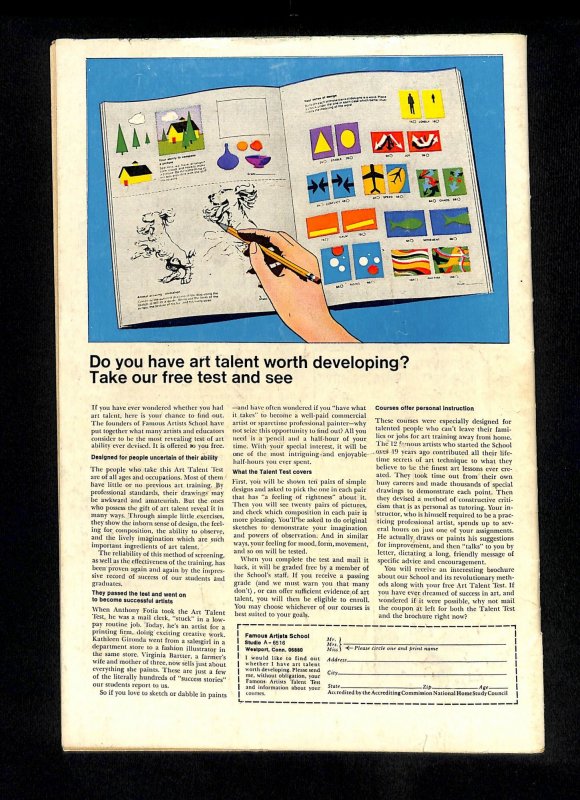 Your ability to complete
a picture
Your sense of design
LONELY
STABLE
CONFLICT
SPEED
CHASE
CALM
DIFFERENT
Animal drawing workshop
Do you have art talent worth developing?
Take our free test and see
If you have ever wondered whether you had
art talent, here is your chance to find out.
The founders of Famous Artists School have
put together what many artists and educators
consider to be the most revealing test of art
ability ever devised. It is offered to you free.
Designed for people uncertain of their ability
The people who take this Art Talent Test
are of all ages and occupations. Most of them
have little or no previous art training. By
professional standards, their drawings may
be awkward and amateurish. But the ones
who possess the gift of art talent reveal it in
many ways. Through simple little exercises,
they show the inborn sense of design, the feel-
ing for composition, the ability to observe,
and the lively imagination which are such
important ingredients of art talent.
The reliability of this method of screening,
as well as the effectiveness of the training, has
been proven again and again by the impres-
sive record of success of our students and
graduates.
They passed the test and went on
to become successful artists
When Anthony Fotia took the Art Talent
Test, he was a mail clerk, "stuck" in a low-
pay routine job. Today, he's an artist for a
printing firm, doing exciting creative work.
Kathleen Gironda went from a salesgirl in a
department store to a fashion illustrator in
the same store. Virginia Bartter, a farmer's
wife and mother of three, now sells just about
everything she paints. These are just a few
of the literally hundreds of "success stories"
our students report to us.
So if you love to sketch or dabble in paints
—and have often wondered if you "have what
it takes" to become a well-paid commercial
artist or sparetime professional painter—why
not seize this opportunity to find out? All you
need is a pencil and a half-hour of your
time. With your special interest, it will be
one of the most intriguing and enjoyable
half-hours you ever spent.
What the Talent Test covers
First, you will be shown ten pairs of simple
designs and asked to pick the one in each pair
that has "a feeling of rightness" about it.
Then you will see twenty pairs of pictures,
and check which composition in each pair is
more pleasing. You'll be asked to do original
sketches to demonstrate your imagination
and powers of observation. And in similar
ways, your feeling for mood, form, movement,
and so on will be tested.
When you complete the test and mail it
back, it will be graded free by a member of
the School's staff. If you receive a passing
grade (and we must warn you that many
don't), or can offer sufficient evidence of art
talent, you will then be eligible to enroll.
You may choose whichever of our courses is
best suited to your goals.
Courses offer personal instruction
These courses were especially designed for
talented people who can't leave their fami-
lies or jobs for art training away from home.
The 12 famous artists who started the School
over 19 years ago contributed all their life-
time secrets of art technique to what they
believe to be the finest art lessons ever cre-
ated. They took time out from their own
busy careers and made thousands of special
drawings to demonstrate each point. Then
they devised a method of constructive criti-
cism that is as personal as tutoring. Your in-
structor, who is himself required to be a prac-
ticing professional artist, spends up to sev-
eral hours on just one of your assignments.
He actually draws or paints his suggestions
for improvement, and then "talks" to you by
letter, dictating a long, friendly message of
specific advice and encouragement.
You will receive an interesting brochure
about our School and its revolutionary meth-
ods along with your free Art Talent Test. If
you have ever dreamed of success in art, and
wondered if it were possible, why not mail
the coupon at left for both the Talent Test
and the brochure right now?
Famous Artists School
Studio A-6516
Westport, Conn. 06880
I would like to find out
whether I have art talent
worth developing. Please send
me, without obligation, your
Famous Artists Talent Test
and information about your
courses.
Mr.
Mrs.
Miss
Please circle one and print name
Address
City
State Zip Age
Accredited by the Accrediting Commission National Home Study Council